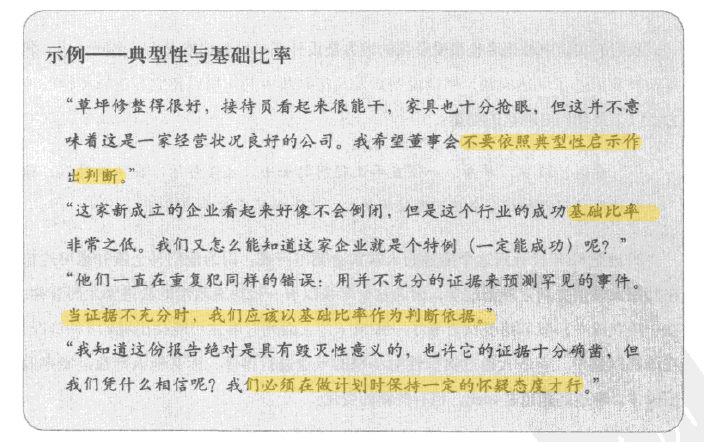 示例——典型性与基础比率
“草坪修整得很好，接待员看起来很能干，家具也十分抢眼，但这并不意
味着这是一家经营状况良好的公司。我希望董事会不要依照典型性启示作
出判断。”
“这家新成立的企业看起来好像不会倒闭，但是这个行业的成功基础比率
非常之低。我们又怎么能知道这家企业就是个特例（一定能成功）呢？”
“他们一直在重复犯同样的错误：用并不充分的证据来预测罕见的事件。
当证据不充分时，我们应该以基础比率作为判断依据。”
“我知道这份报告绝对是具有毁灭性意义的，也许它的证据十分确凿，但
我们凭什么相信呢？我们必须在做计划时保持一定的怀疑态度才行。”